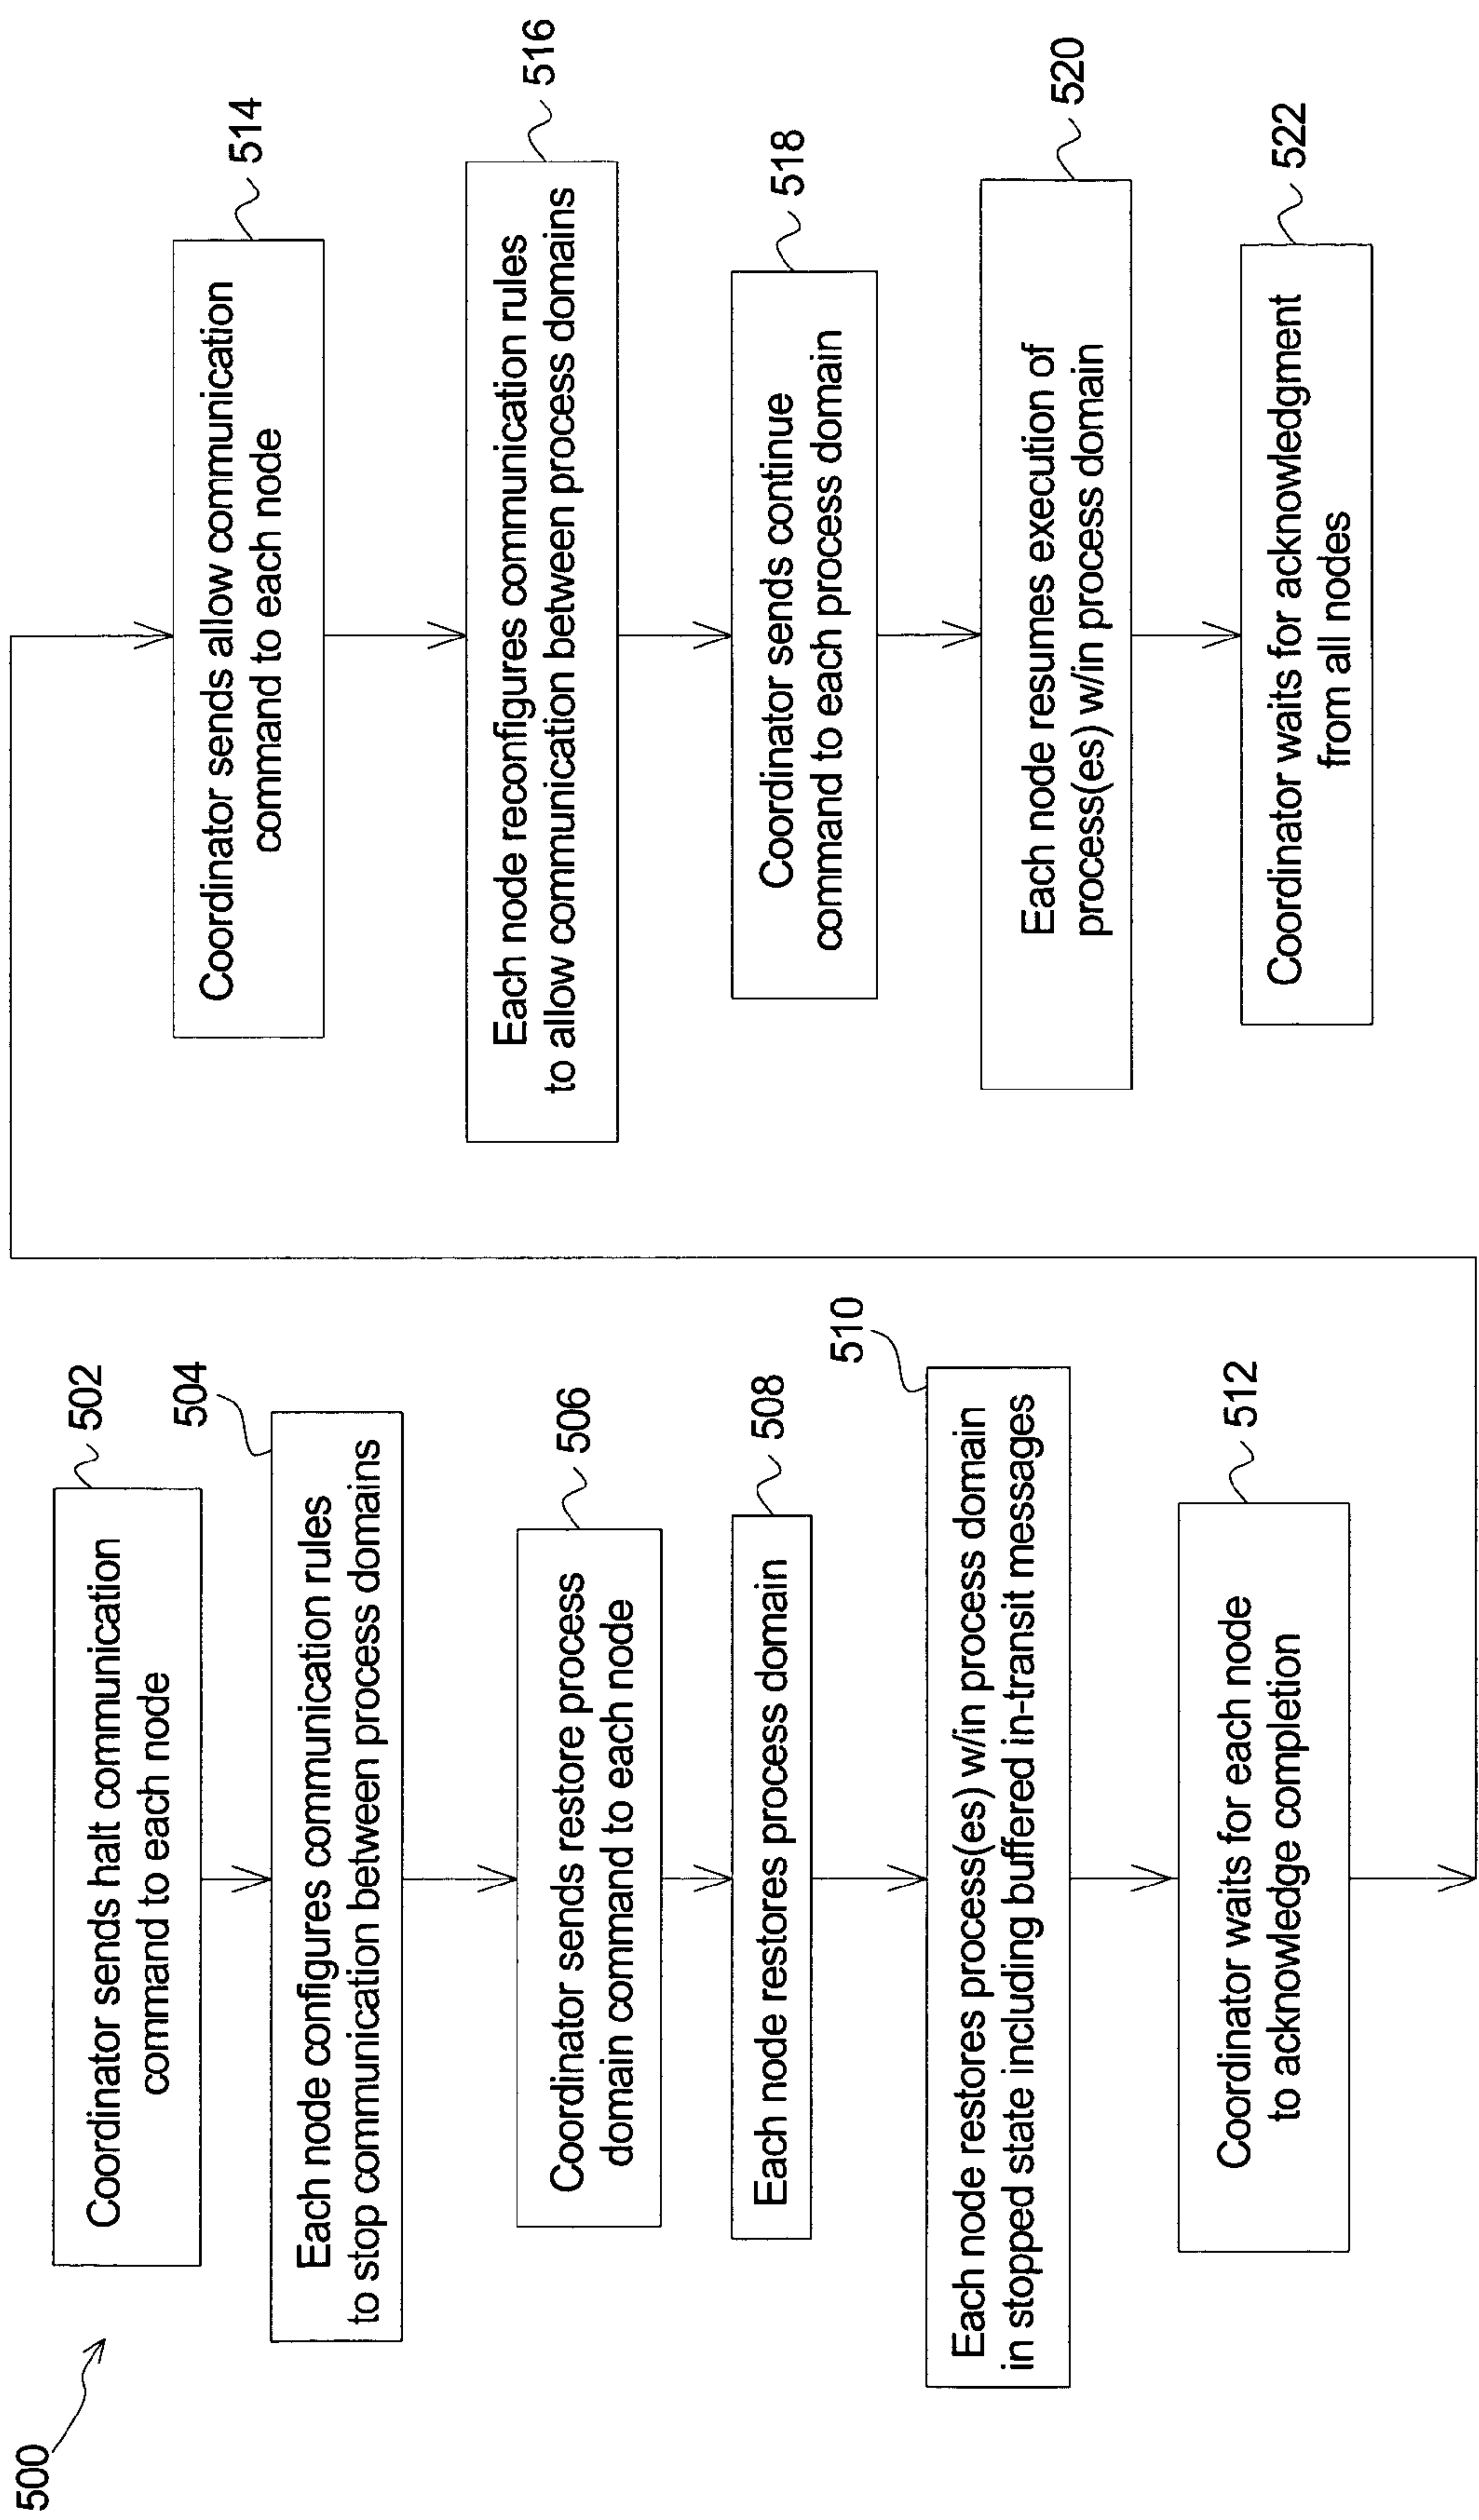 500
Coordinator sends halt communication
command to each node
502
Each node configures communication rules
to stop communication between process domains
504
Coordinator sends restore process
domain command to each node
506
Each node restores process domain
508
Each node restores process(es) w/in process domain
in stopped state including buffered in-transit messages
510
Coordinator waits for each node
to acknowledge completion
512
Coordinator sends allow communication
command to each node
514
Each node reconfigures communication rules
to allow communication between process domains
516
Coordinator sends continue
command to each process domain
518
Each node resumes execution of
process(es) w/in process domain
520
Coordinator waits for acknowledgment
from all nodes
522